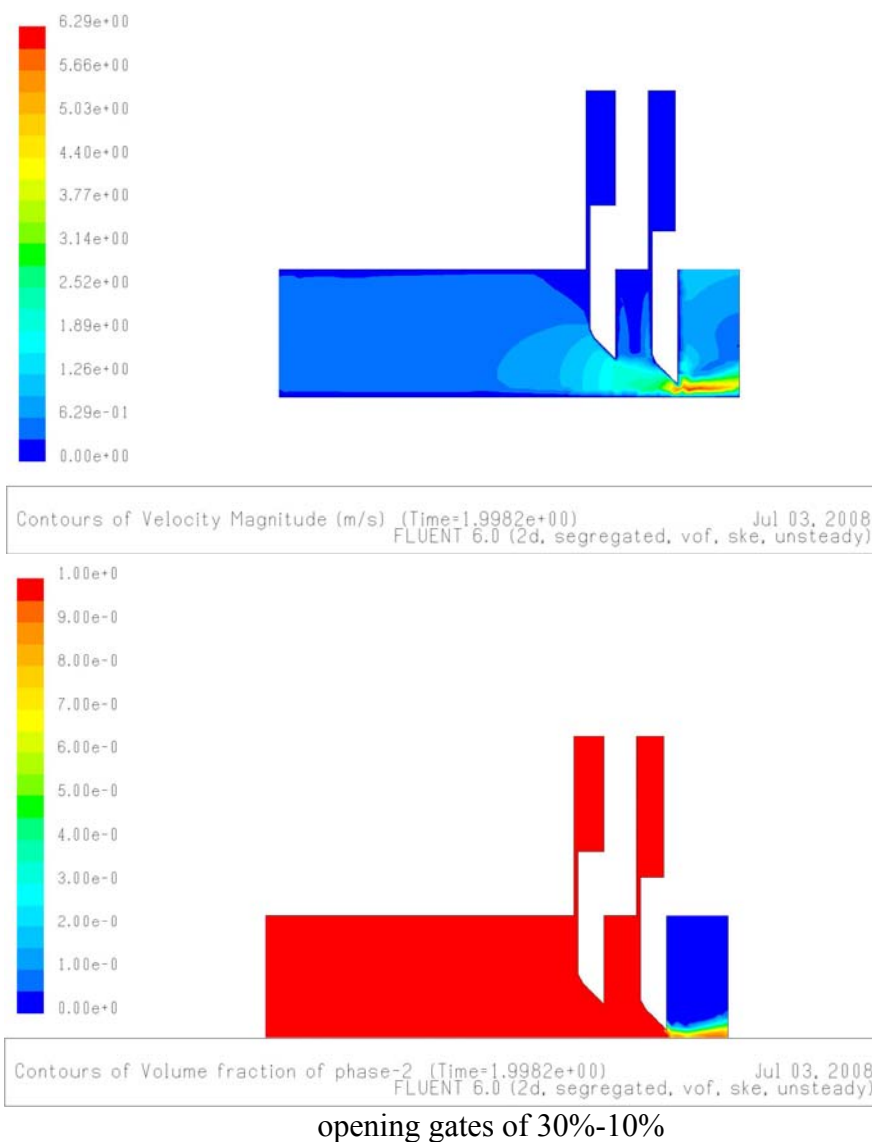 6.29e+00
5.66e+00
5.03e+00
4.40e+00
3.77e+00
3.14e+00
2.52e+00
1.89e+00
1.26e+00
6.29e-01
0.00e+00
Contours of Velocity Magnitude (m/s) (Time=1.9982e+00) Jul 03, 2008
FLUENT 6.0 (2d, segregated, vof, ske, unsteady)
1.00e+0
9.00e-0
8.00e-0
7.00e-0
6.00e-0
5.00e-0
4.00e-0
3.00e-0
2.00e-0
1.00e-0
0.00e+0
Contours of Volume fraction of phase-2 (Time=1.9982e+00) Jul 03, 2008
FLUENT 6.0 (2d, segregated, vof, ske, unsteady)
opening gates of 30%-10%